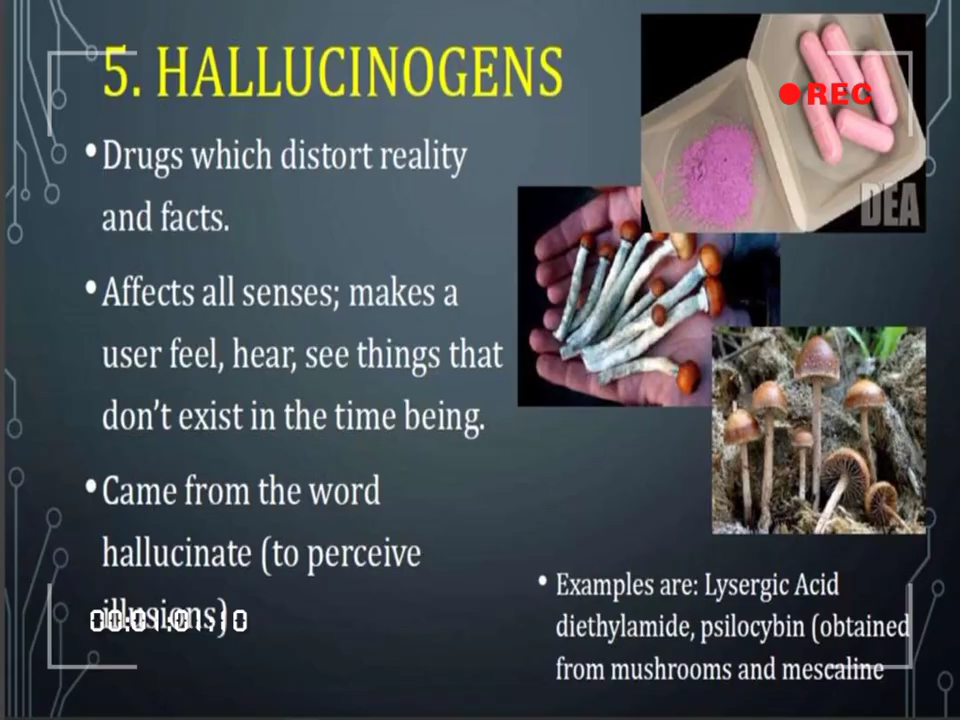 5. HALLUCINOGENS
• Drugs which distort reality
and facts.
• Affects all senses; makes a
user feel, hear, see things that
don't exist in the time being.
• Came from the word
hallucinate (to perceive
illusions)
REC
DEA
• Examples are: Lysergic Acid
diethylamide, psilocybin (obtained
from mushrooms and mescaline